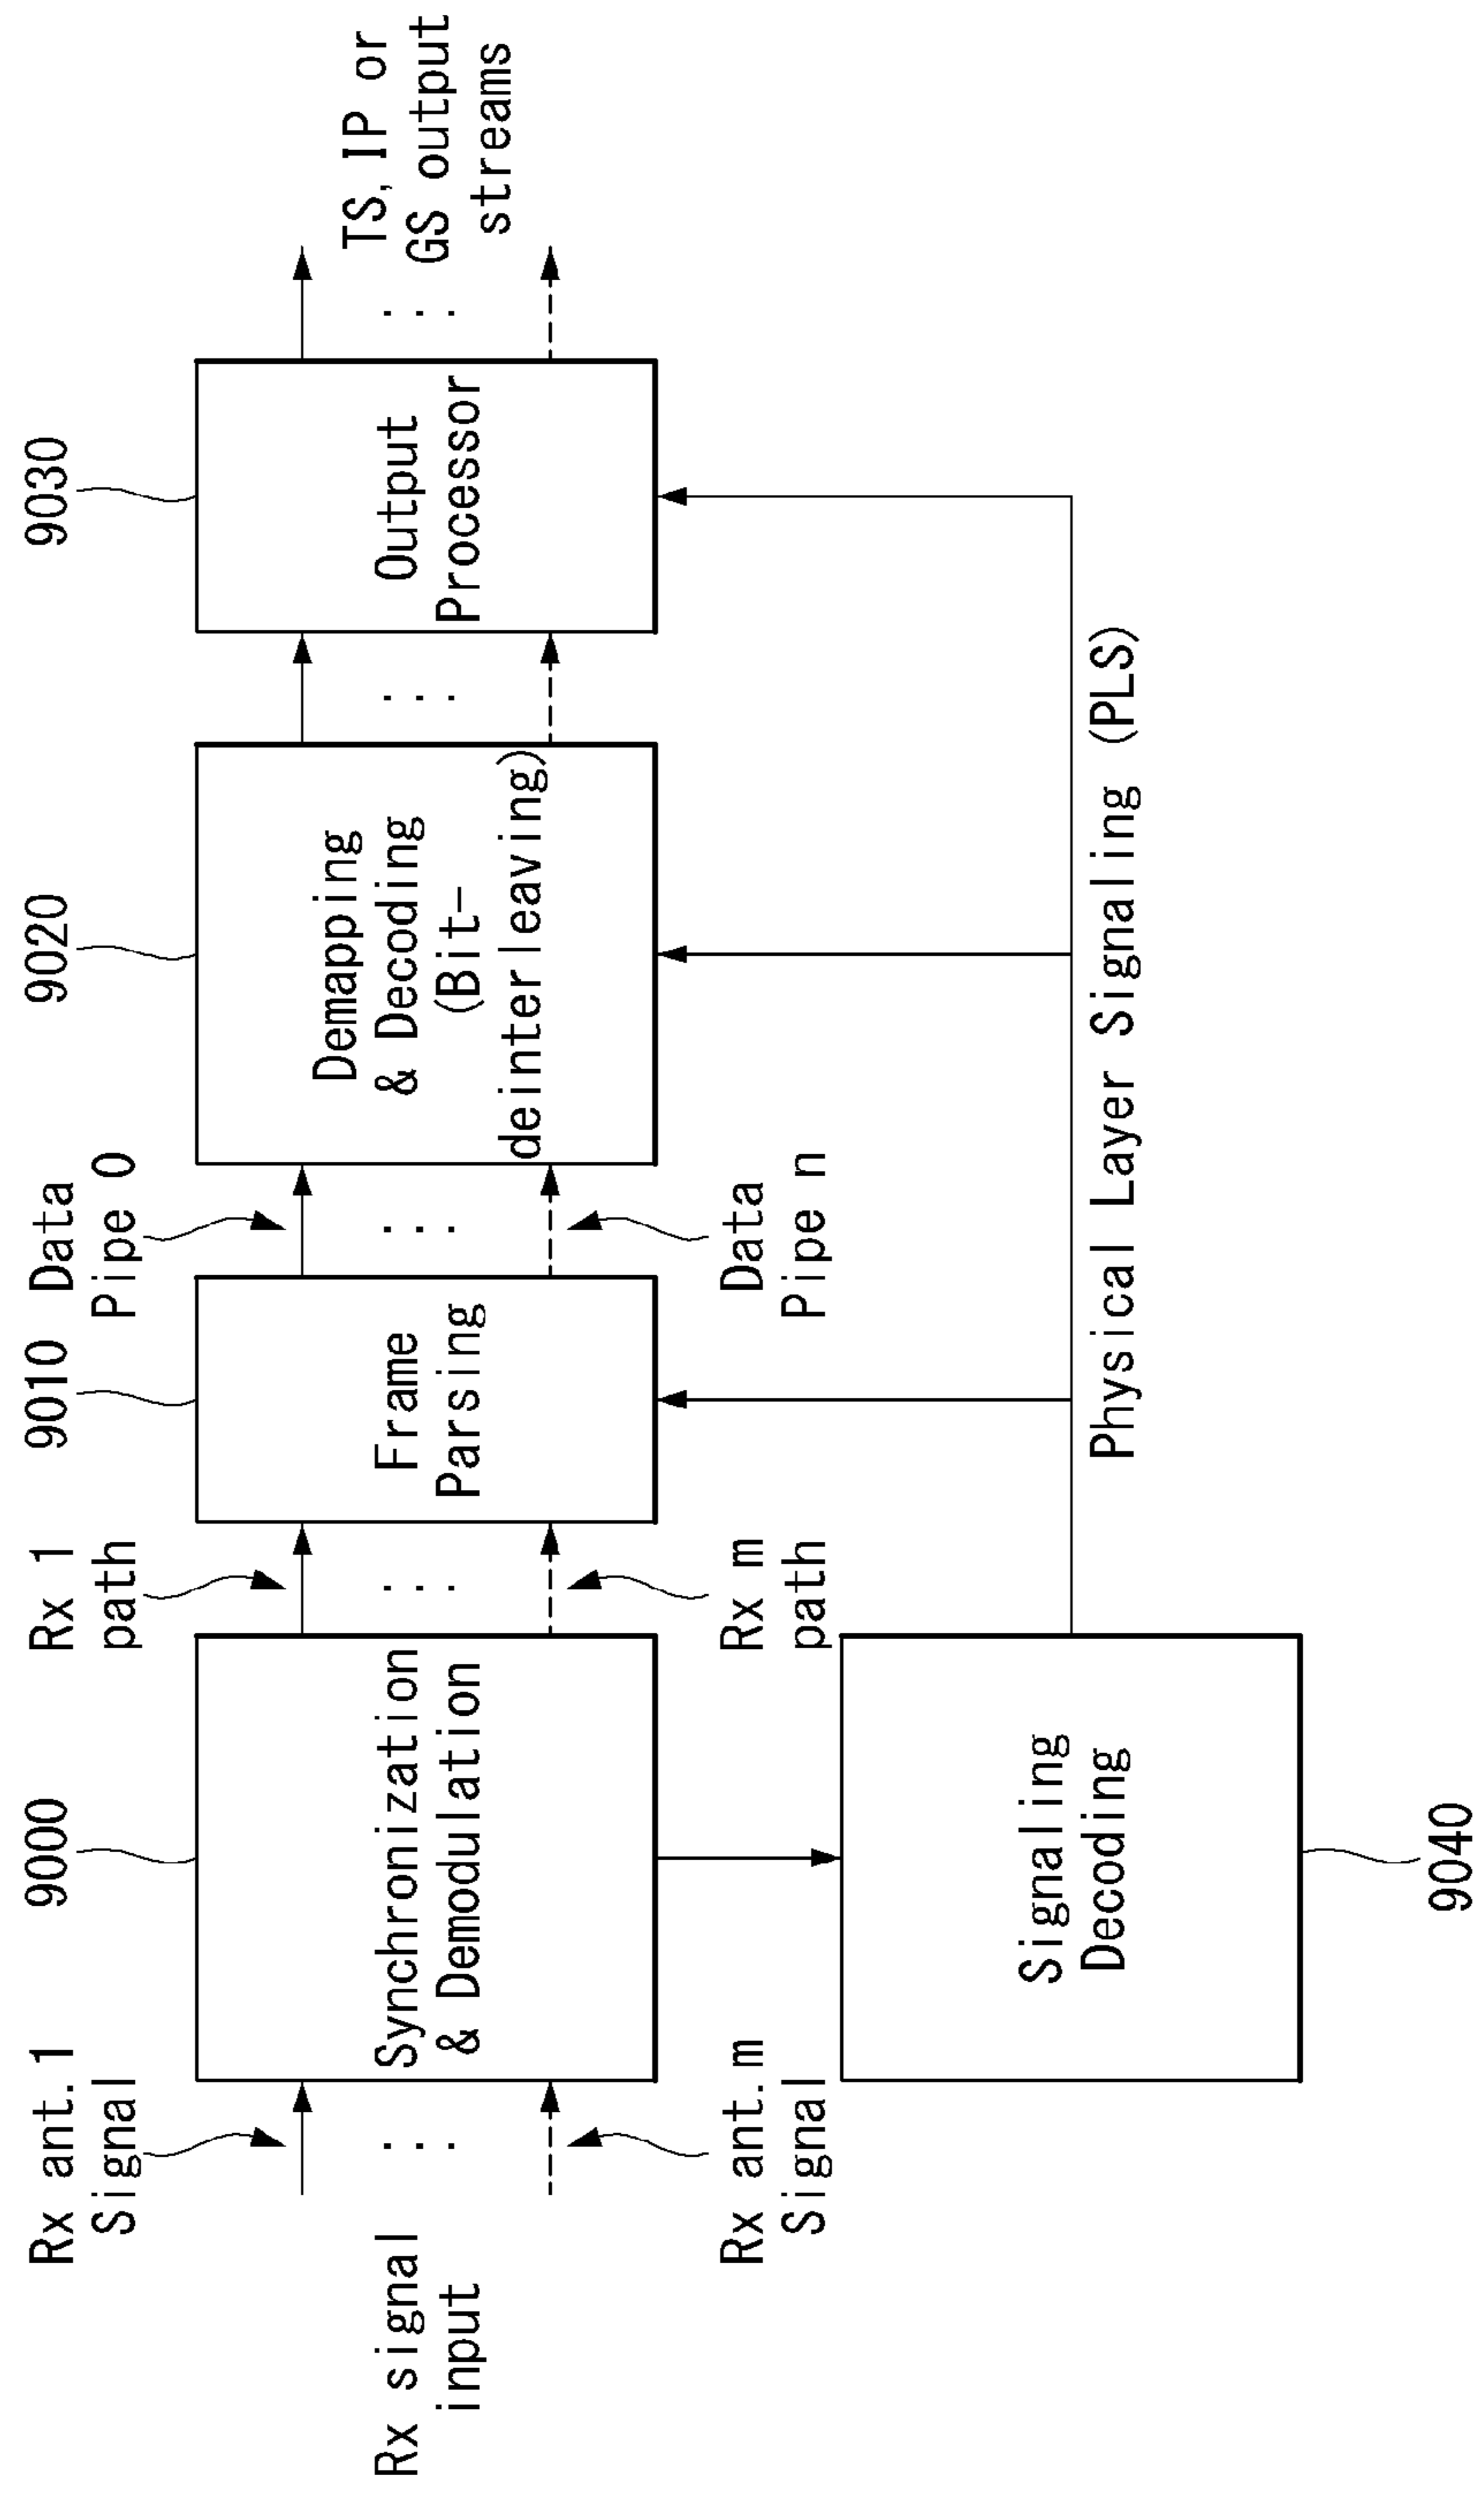 Rx signal
input
Rx ant.1
Signal
Rx ant.m
Signal
9000
Synchronization
& Demodulation
Rx 1
path
Rx m
path
9010
Frame
Parsing
Data
Pipe 0
Data
Pipe n
9020
Demapping
& Decoding
(Bit-
deinterleaving)
9030
Output
Processor
TS, IP or
GS output
streams
Signaling
Decoding
9040
Physical Layer Signaling (PLS)